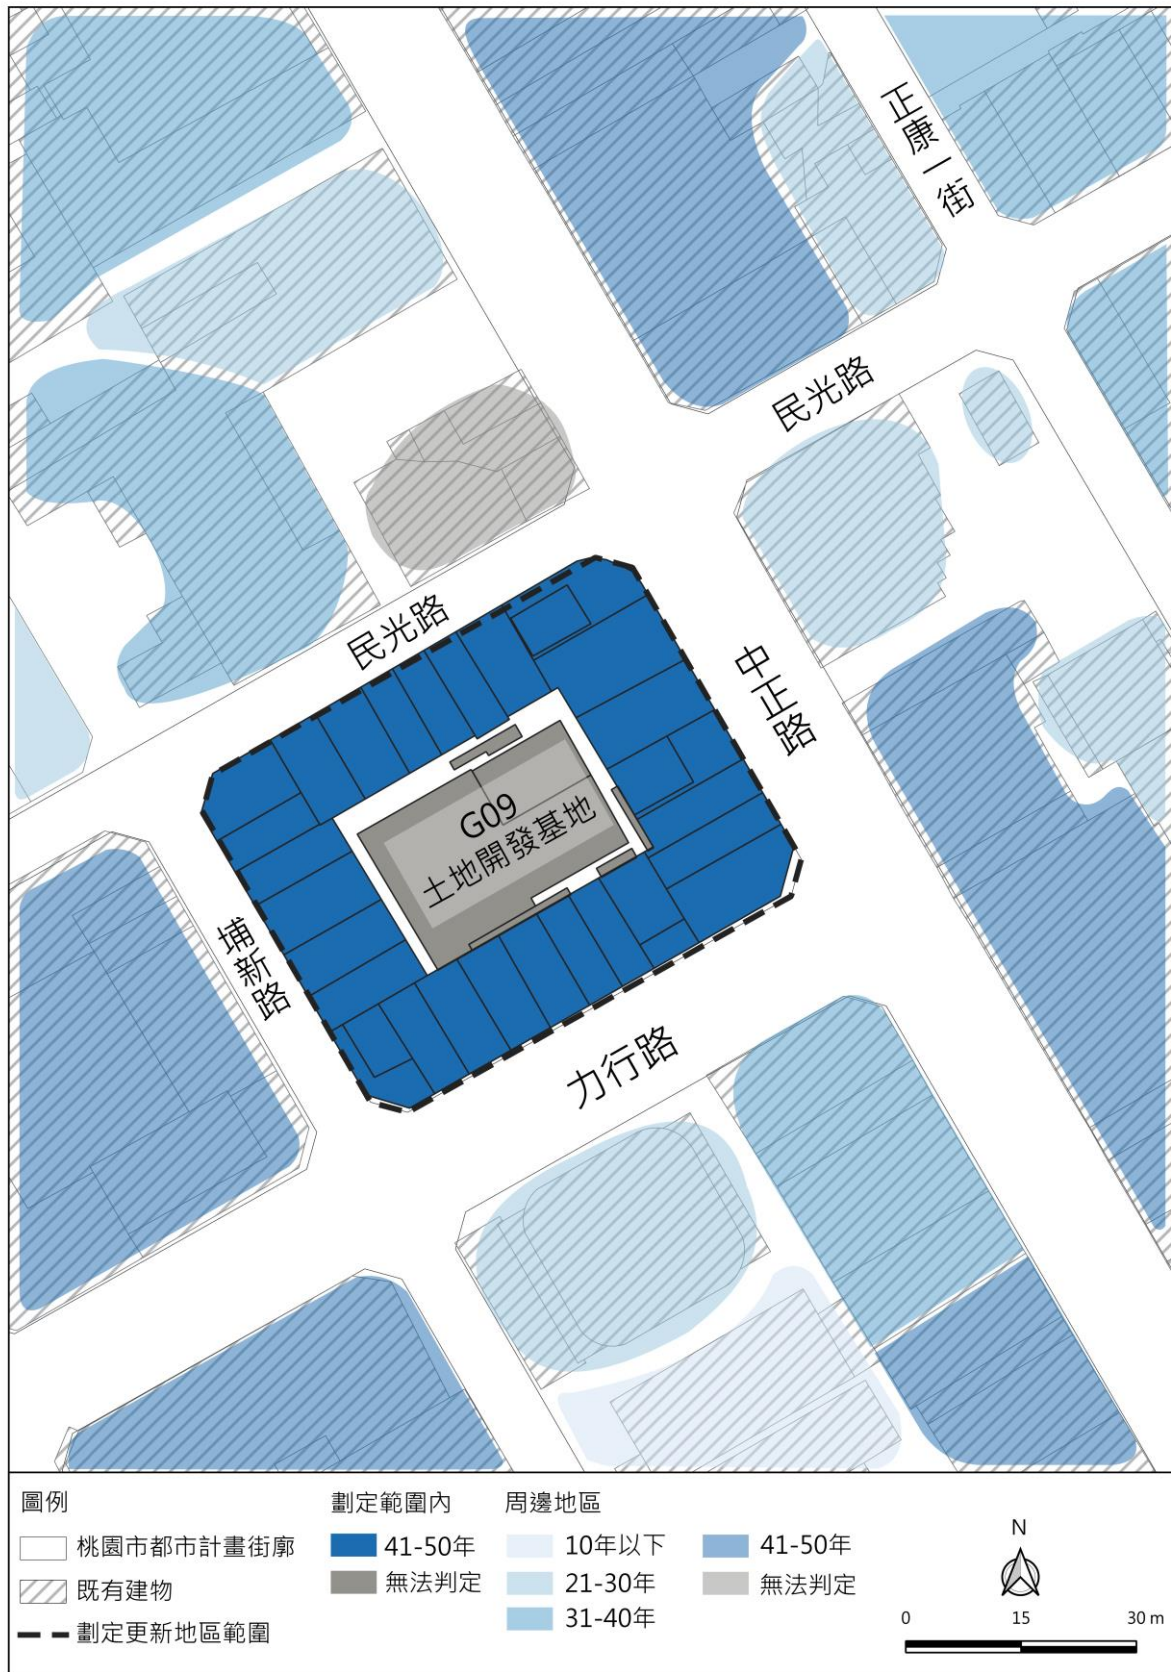 正康一街
民光路
民光路
中正路
G09
土地開發基地
埔新路
力行路
圖例
桃園市都市計畫街廓
既有建物
劃定更新地區範圍
劃定範圍內
41-50年
無法判定
周邊地區
10年以下
21-30年
31-40年
41-50年
無法判定
N
0 15 30 m